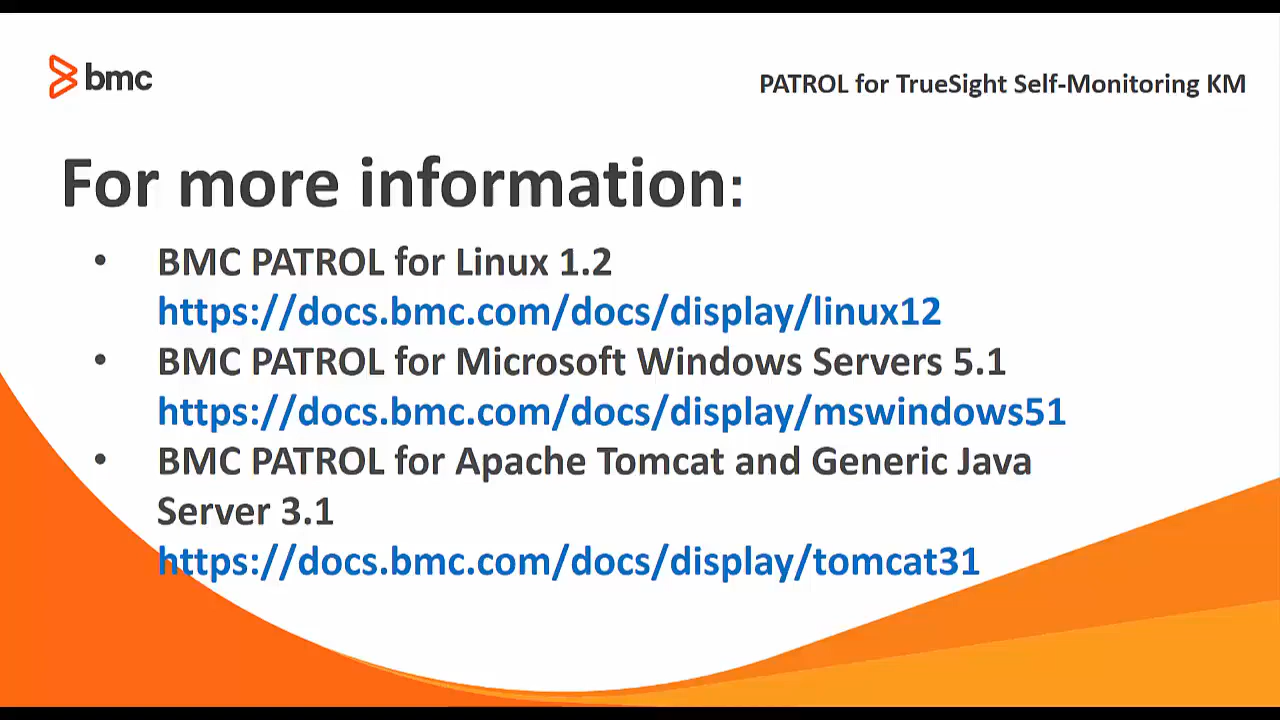 bmc
PATROL for TrueSight Self-Monitoring KM
For more information:
• BMC PATROL for Linux 1.2
https://docs.bmc.com/docs/display/linux12
• BMC PATROL for Microsoft Windows Servers 5.1
https://docs.bmc.com/docs/display/mswindows51
• BMC PATROL for Apache Tomcat and Generic Java
Server 3.1
https://docs.bmc.com/docs/display/tomcat31